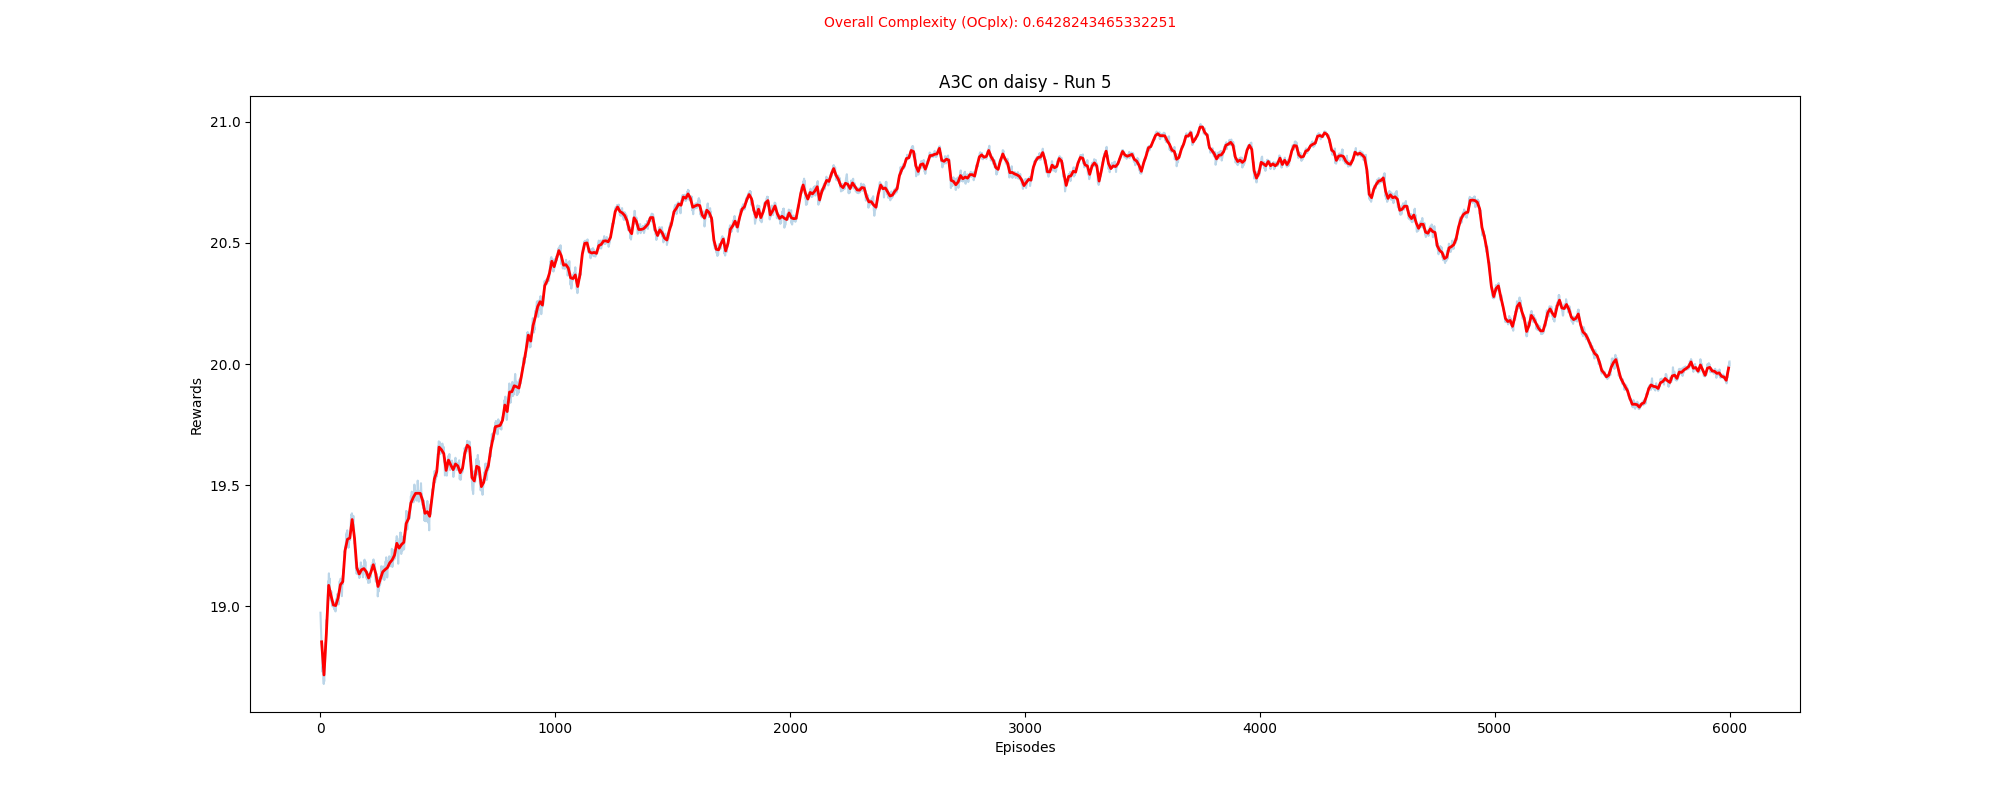 Overall Complexity (OCplx): 0.6428243465332251
A3C on daisy - Run 5
21.0
20.5
20.0
19.5
19.0
Rewards
0 1000 2000 3000 4000 5000 6000
Episodes